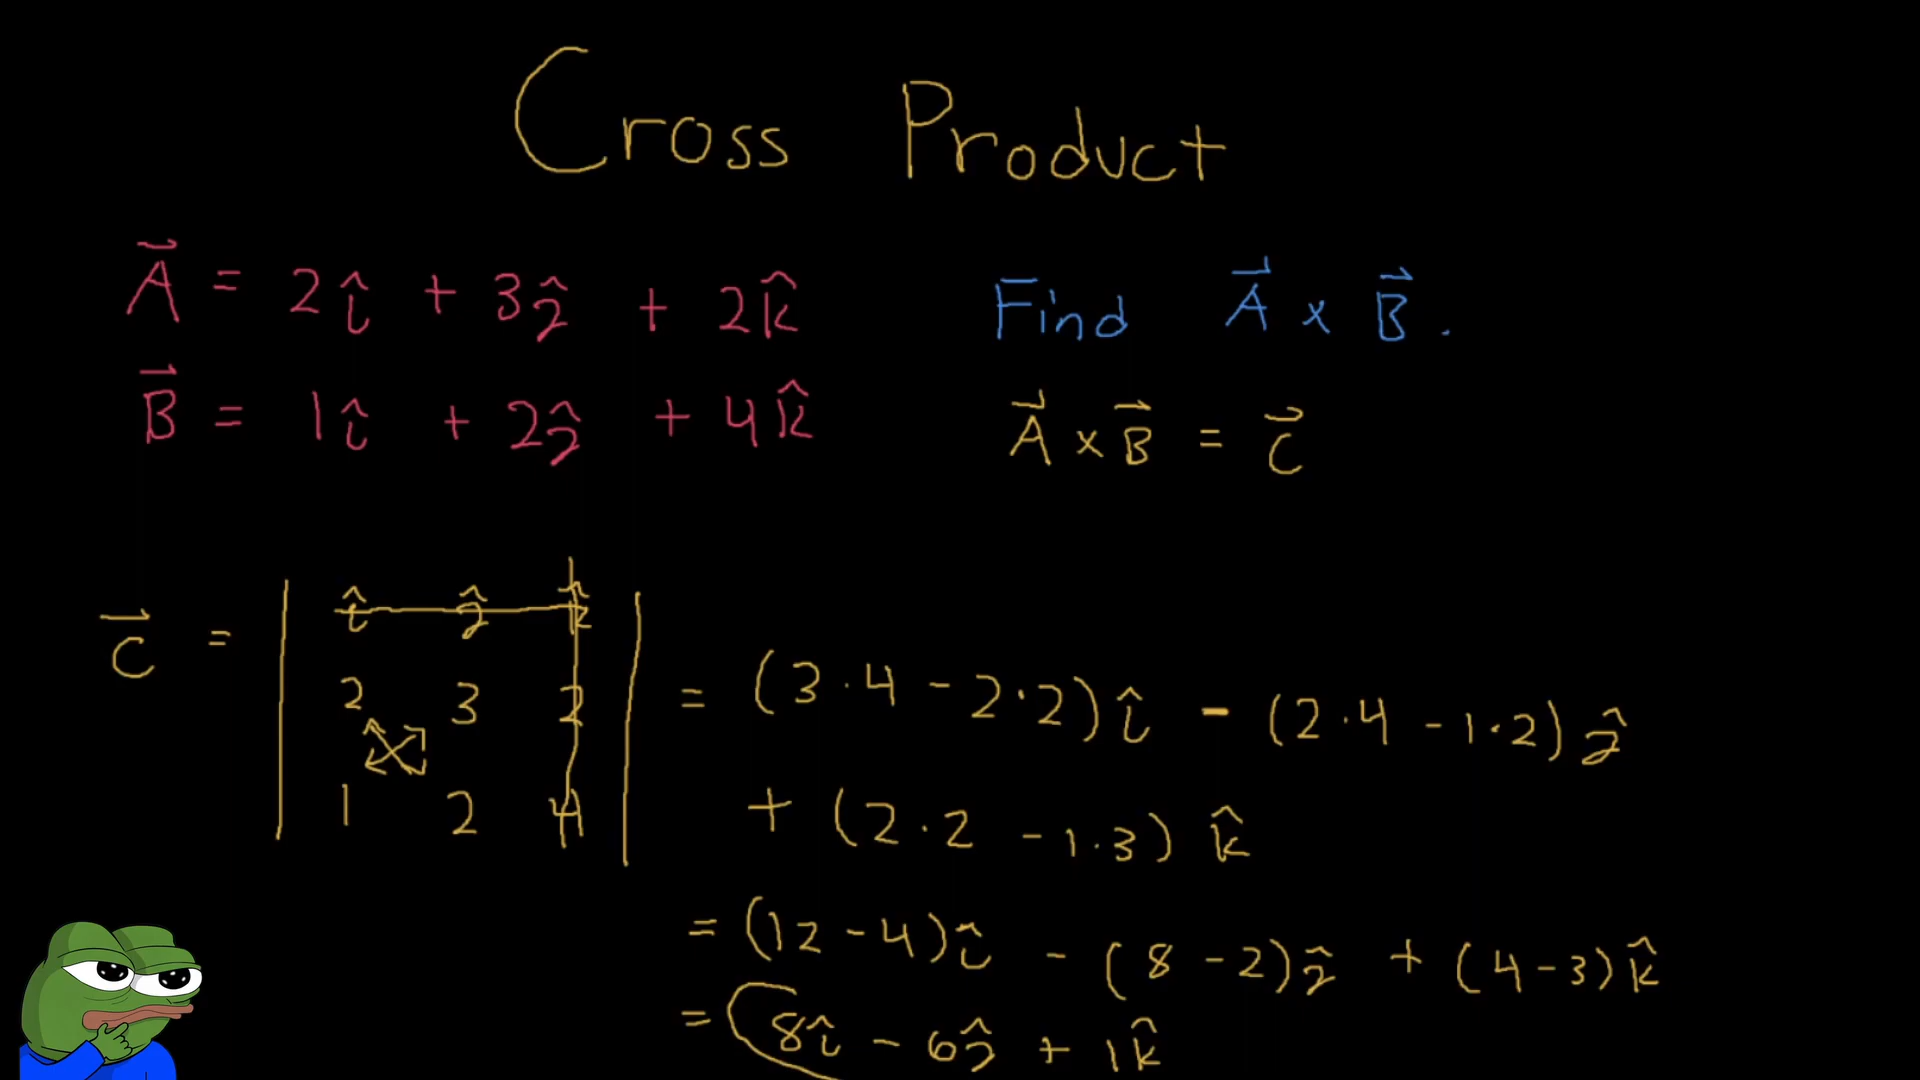 Cross Product
A⃗ = 2î + 3ĵ + 2k̂
B⃗ = 1î + 2ĵ + 4k̂
Find A⃗ × B⃗.
A⃗ × B⃗ = C⃗
C⃗ = | î ĵ k̂
2 3 2
1 2 4 |
= (3·4 - 2·2)î - (2·4 - 1·2)ĵ
+ (2·2 - 1·3)k̂
= (12 - 4)î - (8 - 2)ĵ + (4 - 3)k̂
= 8î - 6ĵ + 1k̂